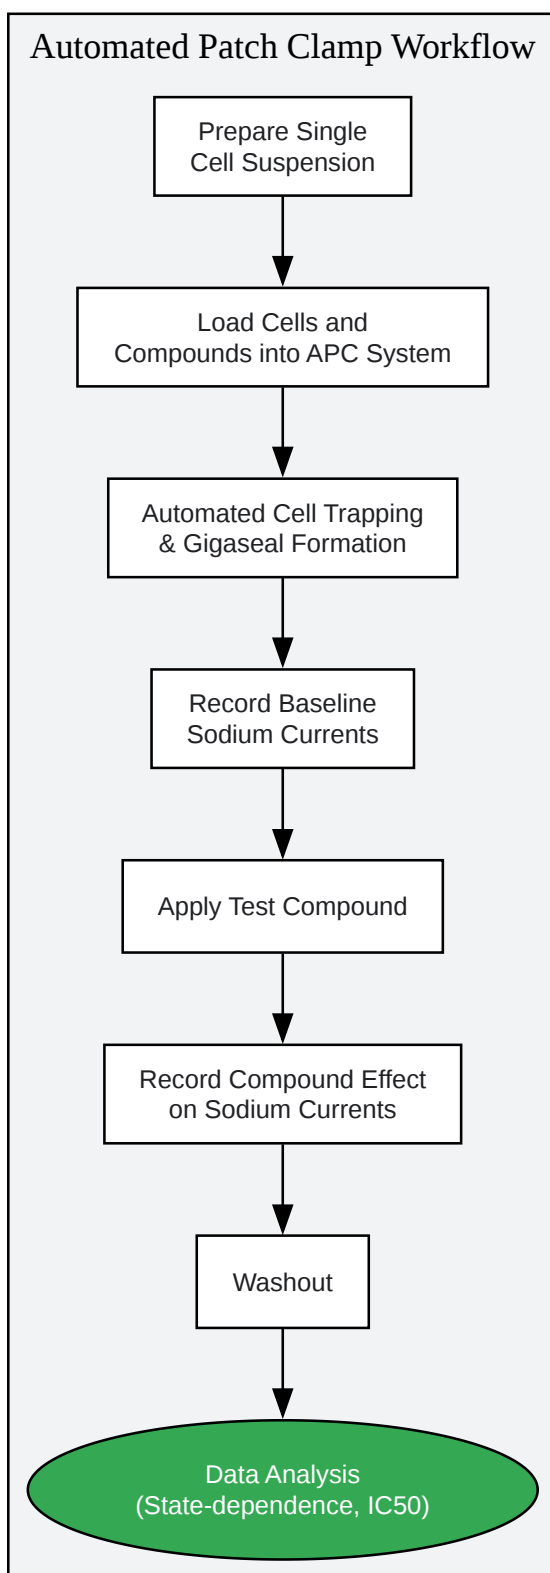 Automated Patch Clamp Workflow
Prepare Single
Cell Suspension
Load Cells and
Compounds into APC System
Automated Cell Trapping
& Gigaseal Formation
Record Baseline
Sodium Currents
Apply Test Compound
Record Compound Effect
on Sodium Currents
Washout
Data Analysis
(State-dependence, IC50)